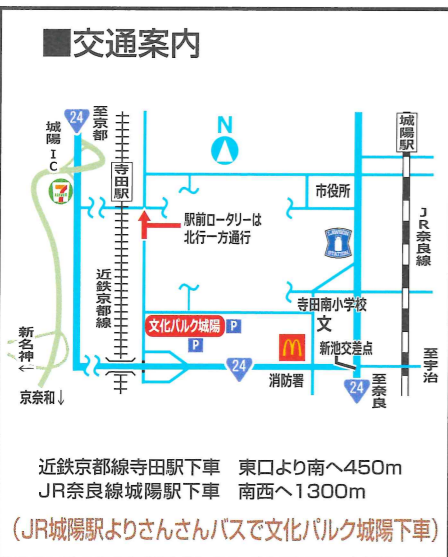 ■交通案内
24
至京都
城陽IC
寺田駅
N
城陽駅
市役所
駅前ロータリーは
北行一方通行
JR奈良線
近鉄京都線
寺田南小学校
文
文化パルク城陽
P
P
新名神
←
京奈和↓
24
消防署
新池交差点
24
至奈良
至宇治
近鉄京都線寺田駅下車　東口より南へ450m
JR奈良線城陽駅下車　南西へ1300m
(JR城陽駅よりさんさんバスで文化パルク城陽下車)